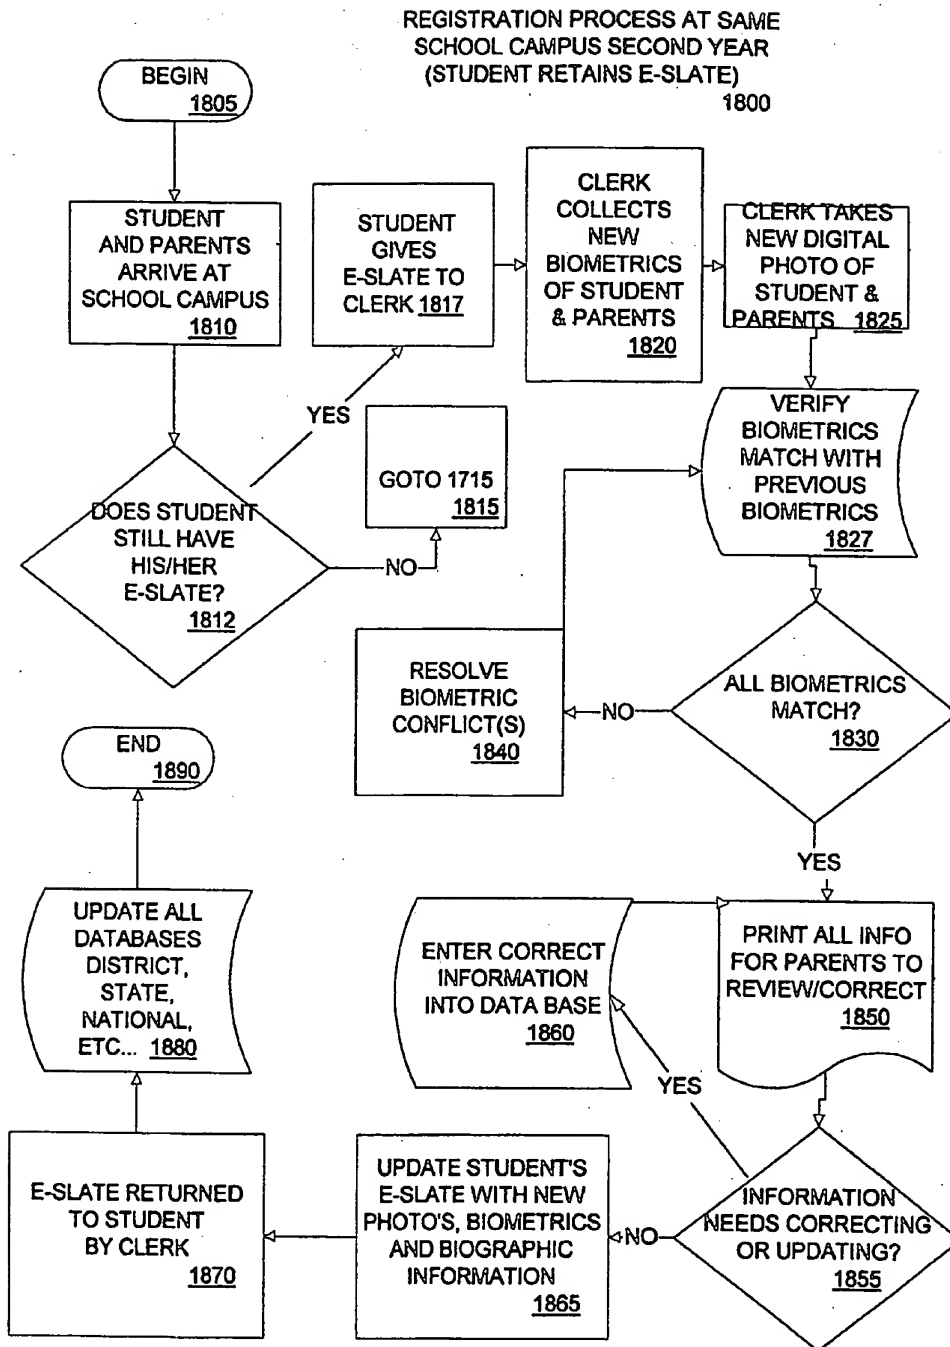 REGISTRATION PROCESS AT SAME
SCHOOL CAMPUS SECOND YEAR
(STUDENT RETAINS E-SLATE)
1800
BEGIN
1805
STUDENT
AND PARENTS
ARRIVE AT
SCHOOL CAMPUS
1810
STUDENT
GIVES
E-SLATE TO
CLERK 1817
CLERK
COLLECTS
NEW
BIOMETRICS
OF STUDENT
& PARENTS
1820
CLERK TAKES
NEW DIGITAL
PHOTO OF
STUDENT &
PARENTS 1825
YES
DOES STUDENT
STILL HAVE
HIS/HER
E-SLATE?
1812
NO
GOTO 1715
1815
VERIFY
BIOMETRICS
MATCH WITH
PREVIOUS
BIOMETRICS
1827
ALL BIOMETRICS
MATCH?
1830
NO
RESOLVE
BIOMETRIC
CONFLICT(S)
1840
YES
PRINT ALL INFO
FOR PARENTS TO
REVIEW/CORRECT
1850
ENTER CORRECT
INFORMATION
INTO DATA BASE
1860
YES
INFORMATION
NEEDS CORRECTING
OR UPDATING?
1855
NO
UPDATE STUDENT'S
E-SLATE WITH NEW
PHOTO'S, BIOMETRICS
AND BIOGRAPHIC
INFORMATION
1865
E-SLATE RETURNED
TO STUDENT
BY CLERK
1870
UPDATE ALL
DATABASES
DISTRICT,
STATE,
NATIONAL,
ETC... 1880
END
1890